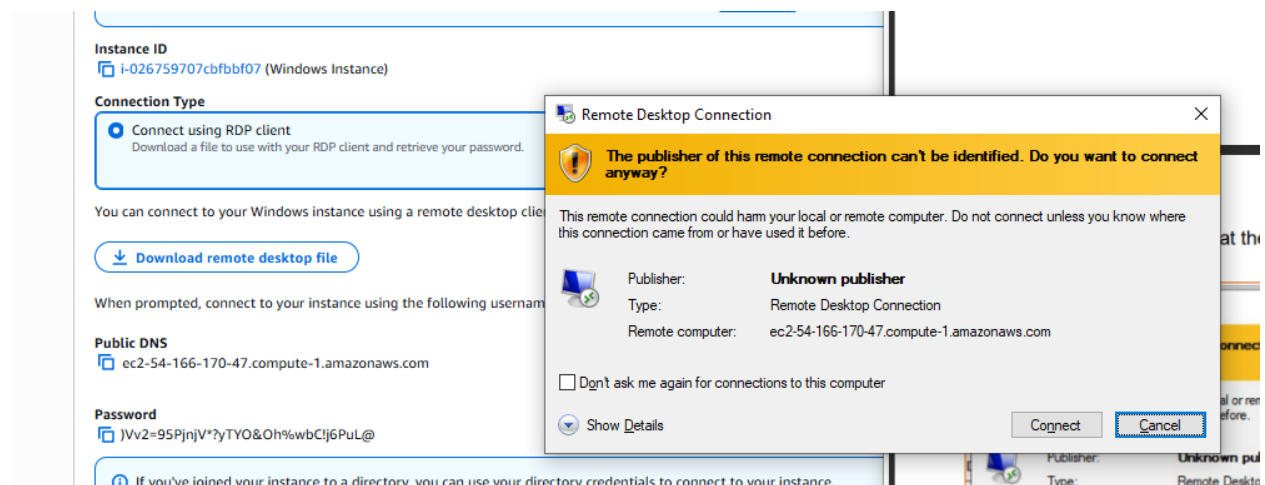 Instance ID
i-026759707cbfbbf07 (Windows Instance)
Connection Type
Connect using RDP client
Download a file to use with your RDP client and retrieve your password.
You can connect to your Windows instance using a remote desktop clie
Download remote desktop file
When prompted, connect to your instance using the following usernam
Public DNS
ec2-54-166-170-47.compute-1.amazonaws.com
Password
)Vv2=95PjnjV*?yTYO&Oh%wbC!j6PuL@
If you've joined your instance to a directory, you can use your directory credentials to connect to your instance.
Remote Desktop Connection
The publisher of this remote connection can't be identified. Do you want to connect
anyway?
This remote connection could harm your local or remote computer. Do not connect unless you know where
this connection came from or have used it before.
Publisher: Unknown publisher
Type: Remote Desktop Connection
Remote computer: ec2-54-166-170-47.compute-1.amazonaws.com
Don't ask me again for connections to this computer
Show Details
Connect
Cancel
at the
onnec
al or rem
efore.
Publisher: Unknown pul
Type: Remote Deskto